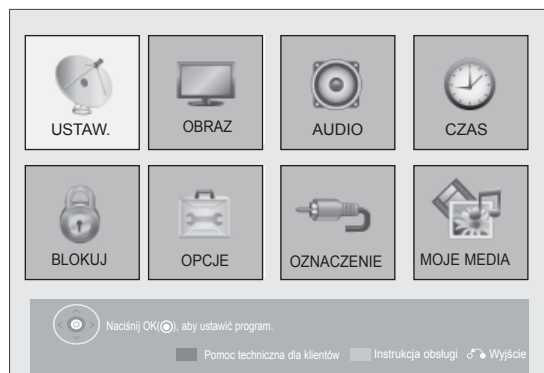 USTAW.
OBRAZ
AUDIO
CZAS
BLOKUJ
OPCJE
OZNACZENIE
MOJE MEDIA
Naciśnij OK(◉), aby ustawić program.
Pomoc techniczna dla klientów
Instrukcja obsługi
Wyjście